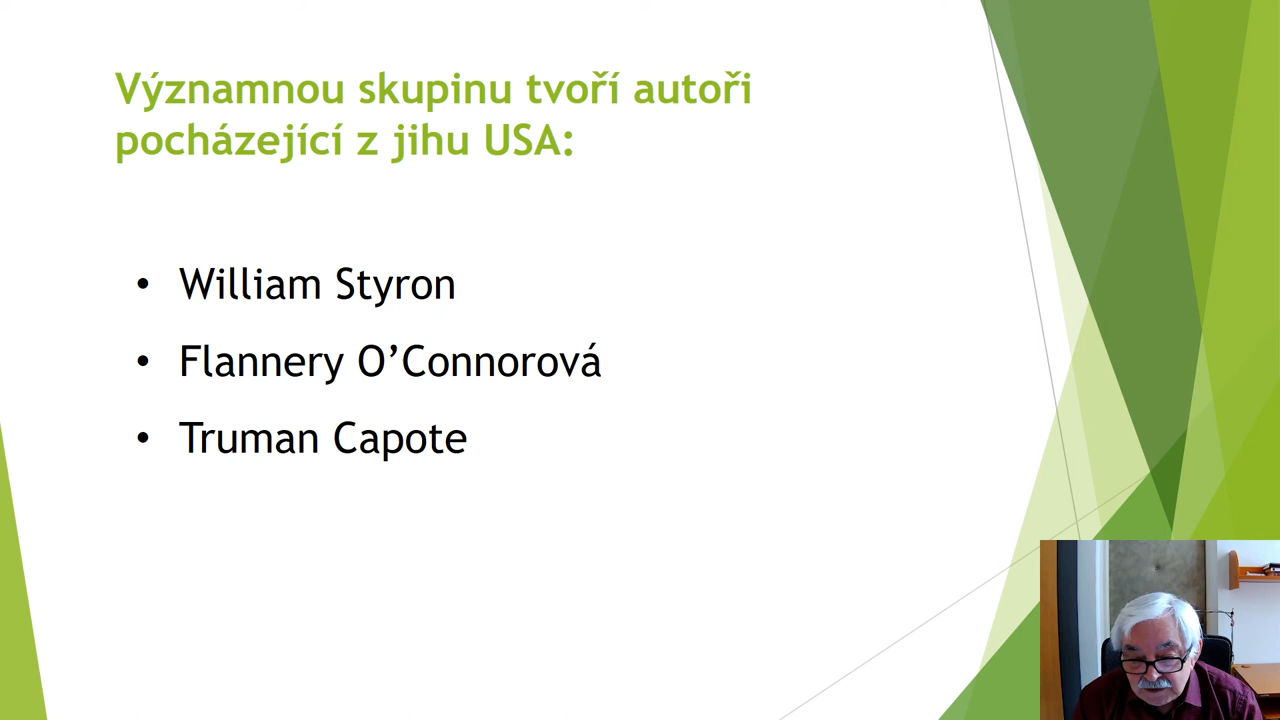 Významnou skupinu tvoří autoři
pocházející z jihu USA:
• William Styron
• Flannery O’Connorová
• Truman Capote